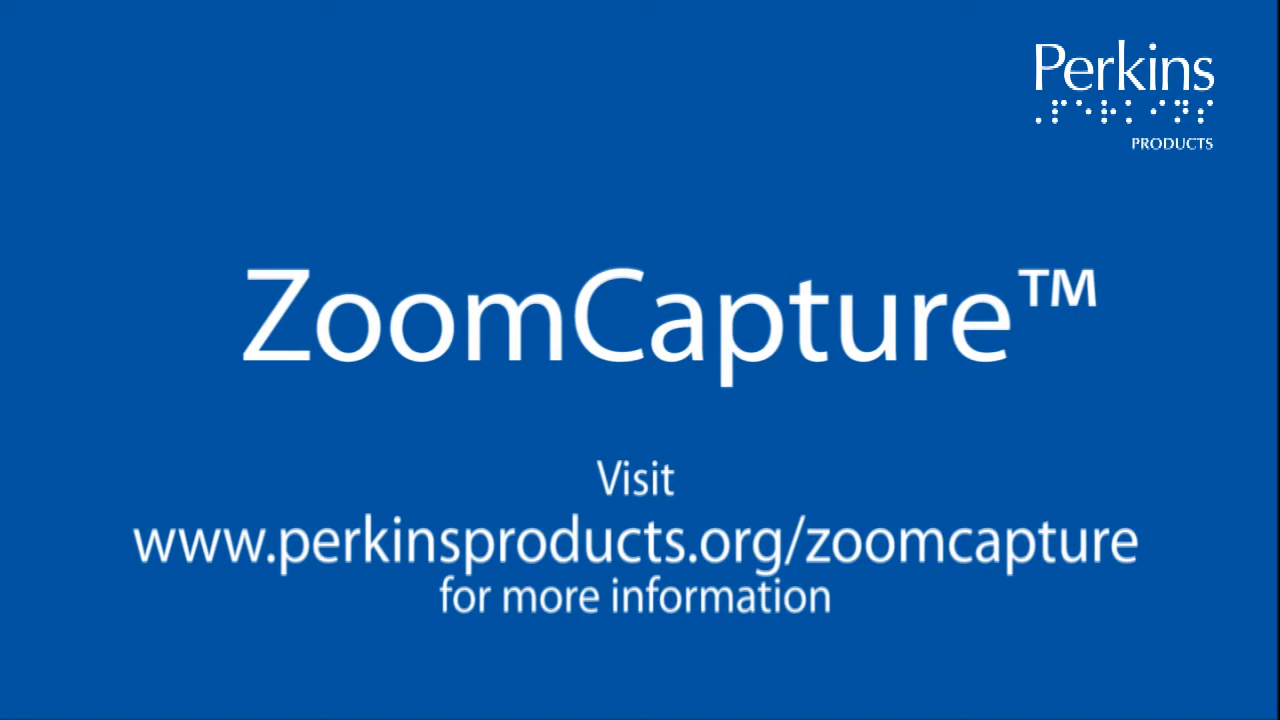 Perkins
⠠⠏⠑⠗⠅⠊⠝⠎
PRODUCTS
ZoomCapture™
Visit
www.perkinsproducts.org/zoomcapture
for more information